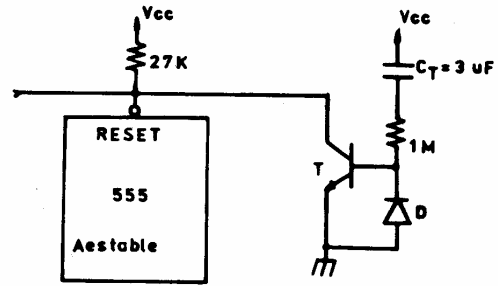 Vcc
27K
RESET
555
Aestable
Vcc
CT=3 uF
1M
T
D